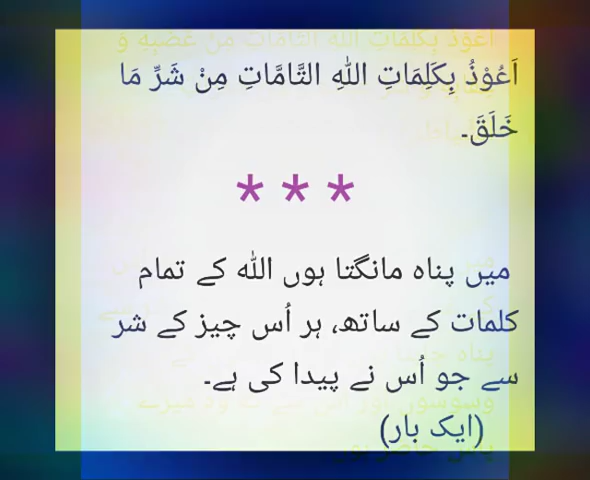 اَعُوْذُ بِكَلِمَاتِ اللّٰهِ التَّامَّاتِ مِنْ شَرِّ مَا
خَلَقَ۔
* * *
میں پناہ مانگتا ہوں اللّٰہ کے تمام
کلمات کے ساتھ، ہر اُس چیز کے شر
سے جو اُس نے پیدا کی ہے۔
(ایک بار)